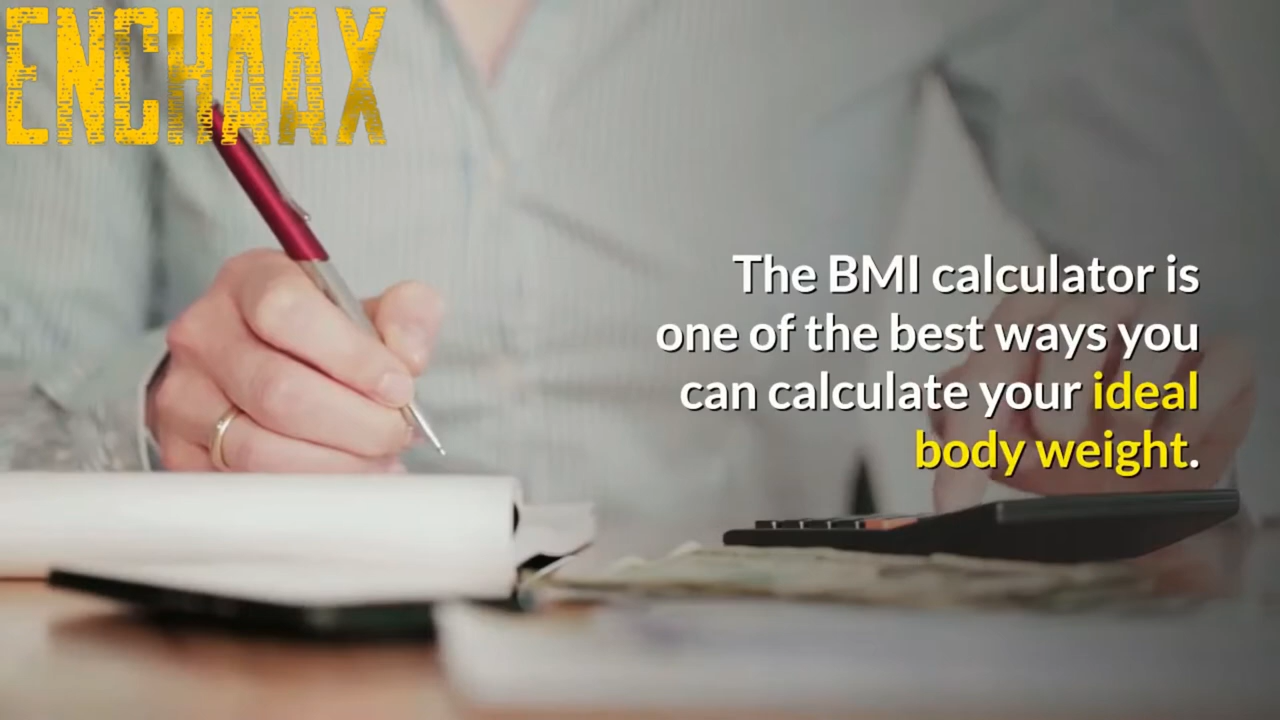 ENCHAAX
The BMI calculator is
one of the best ways you
can calculate your ideal
body weight.